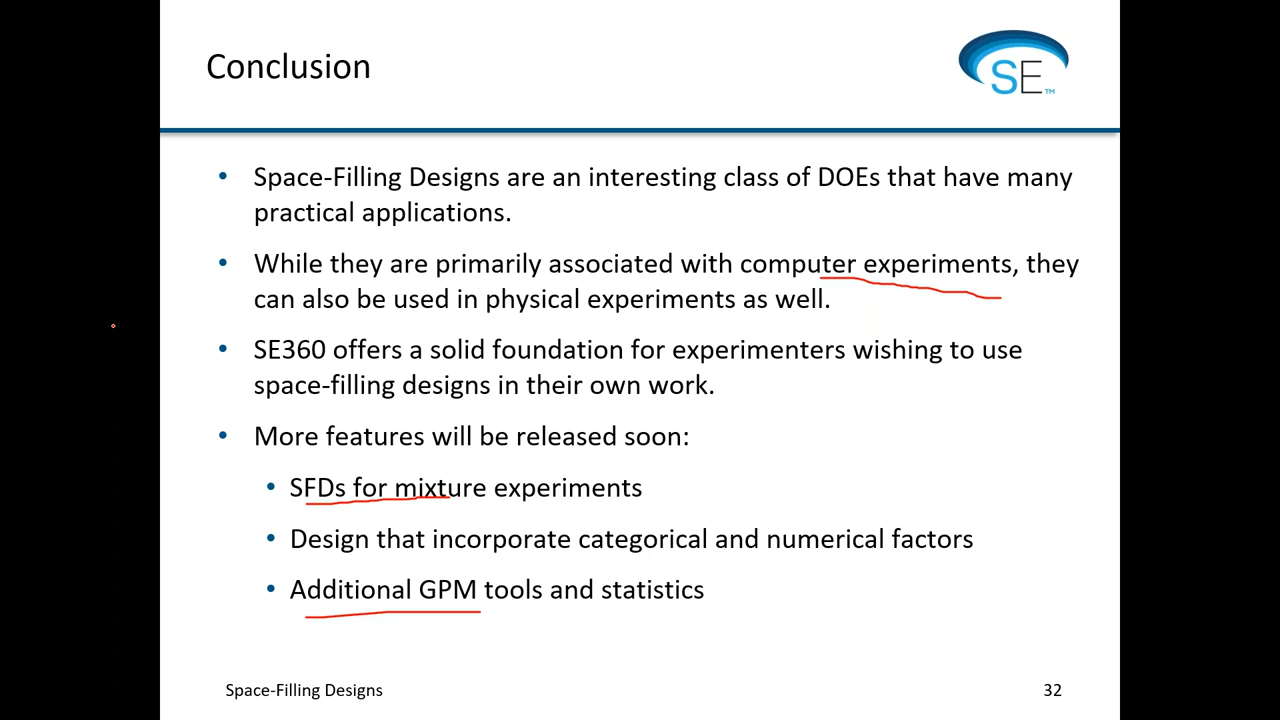 Conclusion
SE™
• Space-Filling Designs are an interesting class of DOEs that have many
practical applications.
• While they are primarily associated with computer experiments, they
can also be used in physical experiments as well.
• SE360 offers a solid foundation for experimenters wishing to use
space-filling designs in their own work.
• More features will be released soon:
• SFDs for mixture experiments
• Design that incorporate categorical and numerical factors
• Additional GPM tools and statistics
Space-Filling Designs
32